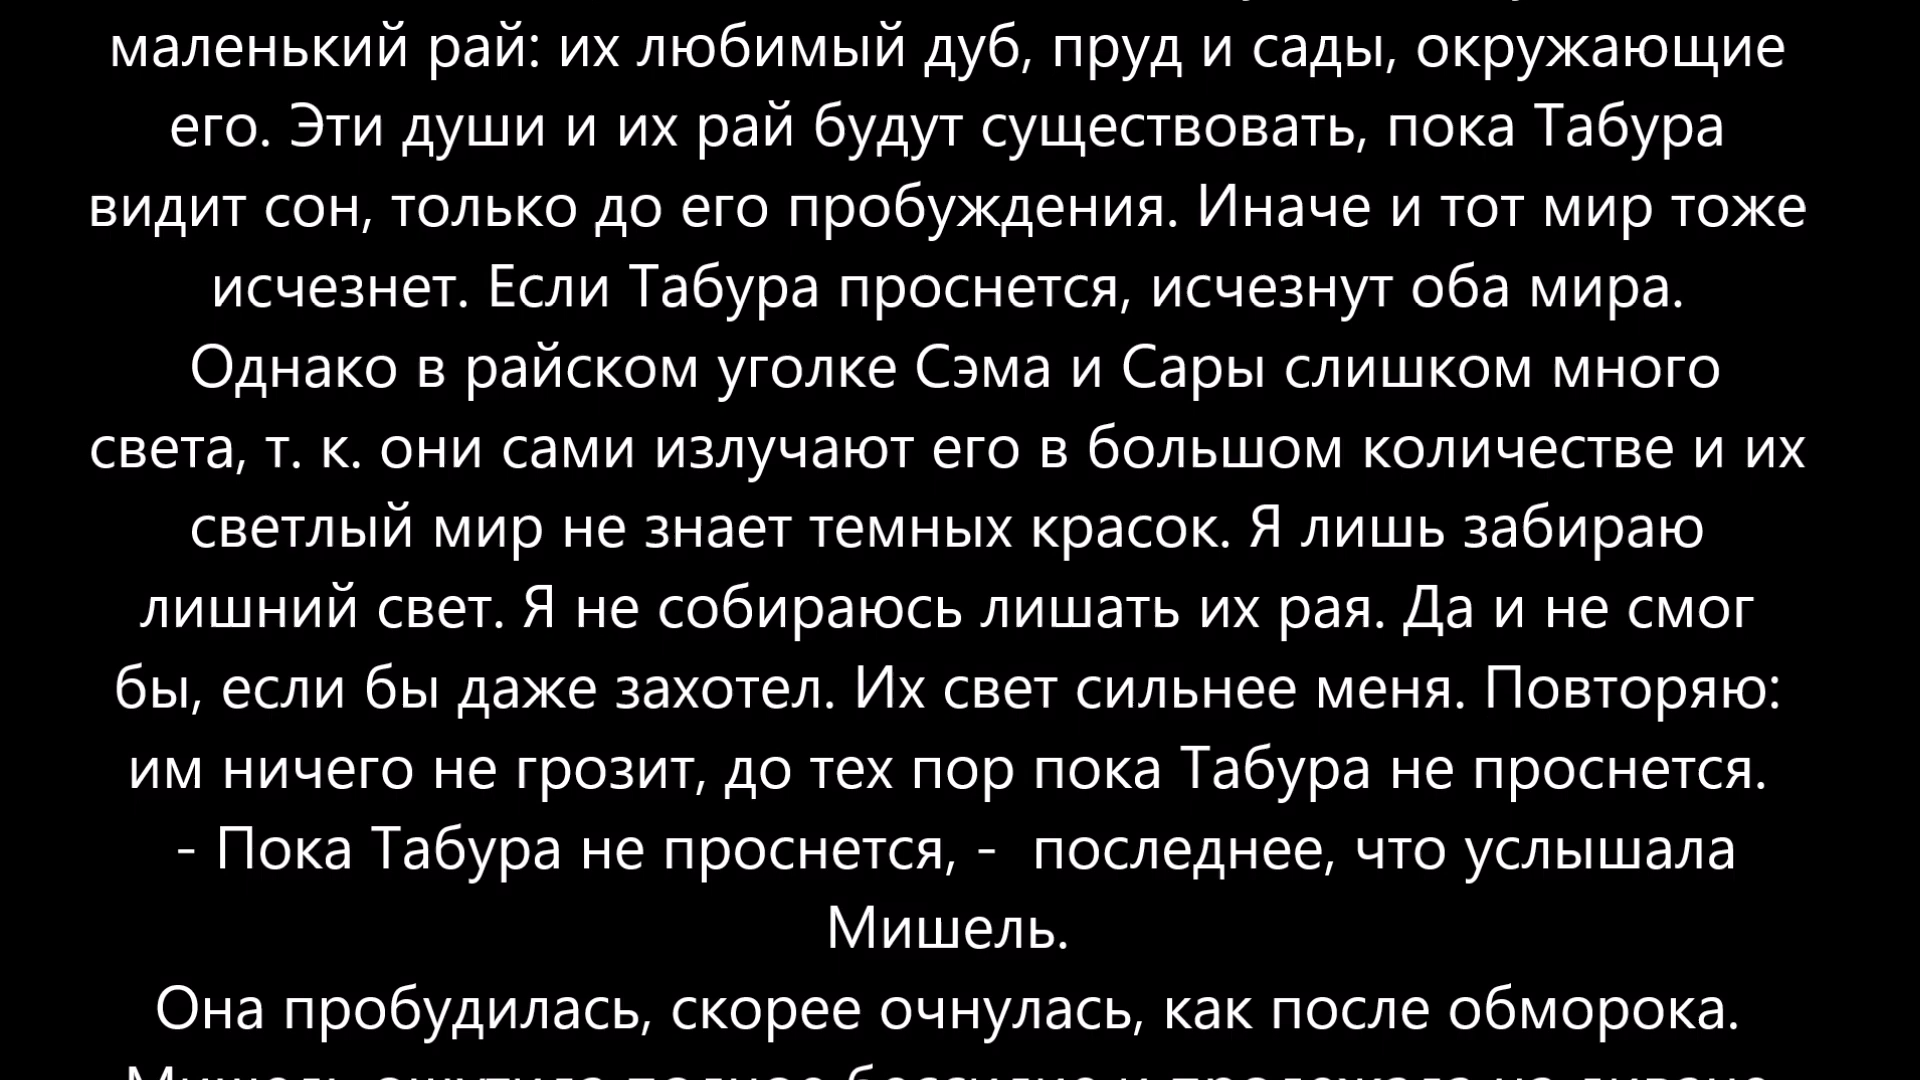 маленький рай: их любимый дуб, пруд и сады, окружающие
его. Эти души и их рай будут существовать, пока Табура
видит сон, только до его пробуждения. Иначе и тот мир тоже
исчезнет. Если Табура проснется, исчезнут оба мира.
Однако в райском уголке Сэма и Сары слишком много
света, т. к. они сами излучают его в большом количестве и их
светлый мир не знает темных красок. Я лишь забираю
лишний свет. Я не собираюсь лишать их рая. Да и не смог
бы, если бы даже захотел. Их свет сильнее меня. Повторяю:
им ничего не грозит, до тех пор пока Табура не проснется.
- Пока Табура не проснется, -  последнее, что услышала
Мишель.
Она пробудилась, скорее очнулась, как после обморока.